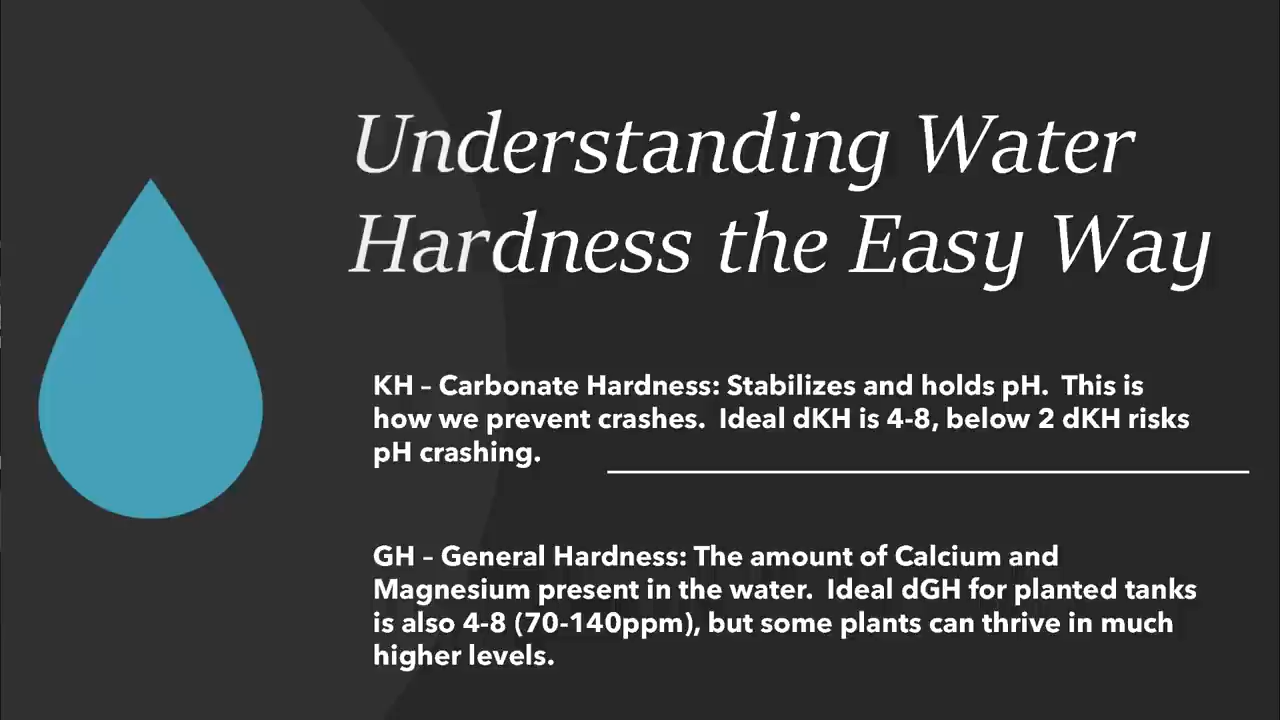 Understanding Water
Hardness the Easy Way
KH – Carbonate Hardness: Stabilizes and holds pH.  This is
how we prevent crashes.  Ideal dKH is 4-8, below 2 dKH risks
pH crashing.
GH – General Hardness: The amount of Calcium and
Magnesium present in the water.  Ideal dGH for planted tanks
is also 4-8 (70-140ppm), but some plants can thrive in much
higher levels.